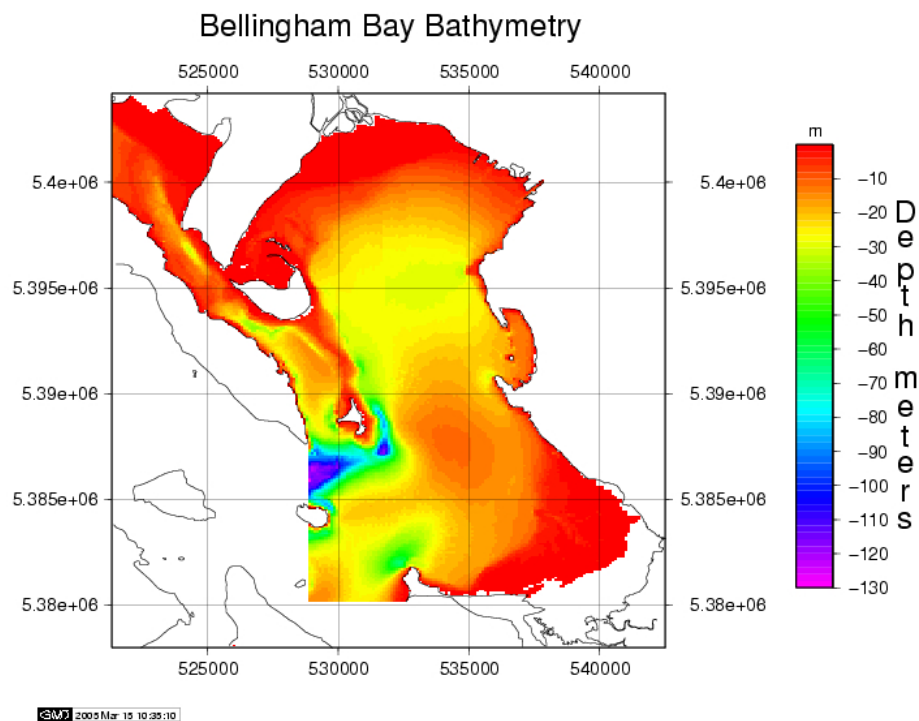 Bellingham Bay Bathymetry
525000 530000 535000 540000
m
5.4e+06 5.4e+06
5.395e+06 5.395e+06
5.39e+06 5.39e+06
5.385e+06 5.385e+06
5.38e+06 5.38e+06
−10
−20
−30
−40
−50
−60
−70
−80
−90
−100
−110
−120
−130
Depth meters
525000 530000 535000 540000
GMD 2005 Mar 15 10:35:10